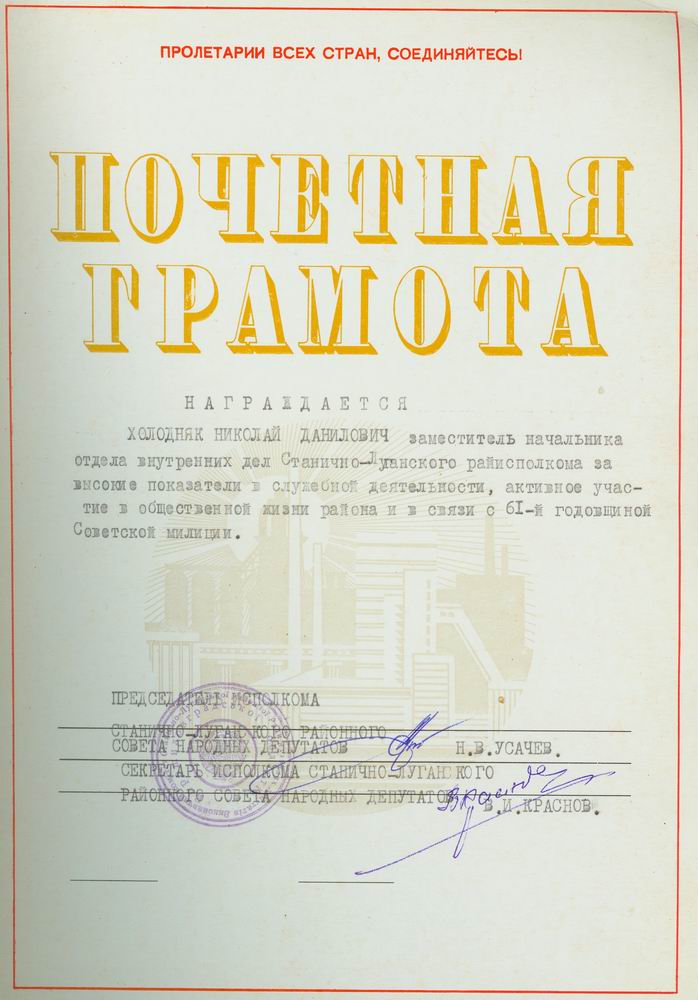 ПРОЛЕТАРИИ ВСЕХ СТРАН, СОЕДИНЯЙТЕСЬ!
ПОЧЕТНАЯ
ГРАМОТА
НАГРАЖДАЕТСЯ
ХОЛОДНЯК НИКОЛАЙ ДАНИЛОВИЧ заместитель начальника
отдела внутренних дел Станично-Луганского райисполкома за
высокие показатели в служебной деятельности, активное учас-
тие в общественной жизни района и в связи с 61-й годовщиной
Советской милиции.
ПРЕДСЕДАТЕЛЬ ИСПОЛКОМА
СТАНИЧНО-ЛУГАНСКОГО РАЙОННОГО
СОВЕТА НАРОДНЫХ ДЕПУТАТОВ Н.В.УСАЧЕВ.
СЕКРЕТАРЬ ИСПОЛКОМА СТАНИЧНО-ЛУГАНСКОГО
РАЙОННОГО СОВЕТА НАРОДНЫХ ДЕПУТАТОВ В.И.КРАСНОВ.